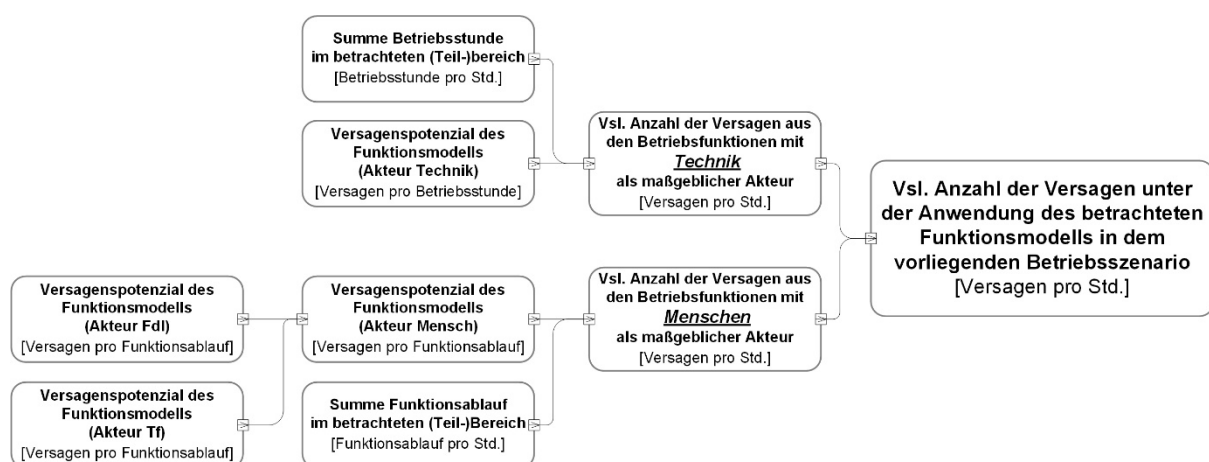 Summe Betriebsstunde
im betrachteten (Teil-)bereich
[Betriebsstunde pro Std.]
Versagenspotenzial des
Funktionsmodells
(Akteur Technik)
[Versagen pro Betriebsstunde]
Vsl. Anzahl der Versagen aus
den Betriebsfunktionen mit
Technik
als maßgeblicher Akteur
[Versagen pro Std.]
Vsl. Anzahl der Versagen unter
der Anwendung des betrachteten
Funktionsmodells in dem
vorliegenden Betriebsszenario
[Versagen pro Std.]
Versagenspotenzial des
Funktionsmodells
(Akteur Fdl)
[Versagen pro Funktionsablauf]
Versagenspotenzial des
Funktionsmodells
(Akteur Mensch)
[Versagen pro Funktionsablauf]
Vsl. Anzahl der Versagen aus
den Betriebsfunktionen mit
Menschen
als maßgeblicher Akteur
[Versagen pro Std.]
Versagenspotenzial des
Funktionsmodells
(Akteur Tf)
[Versagen pro Funktionsablauf]
Summe Funktionsablauf
im betrachteten (Teil-)Bereich
[Funktionsablauf pro Std.]